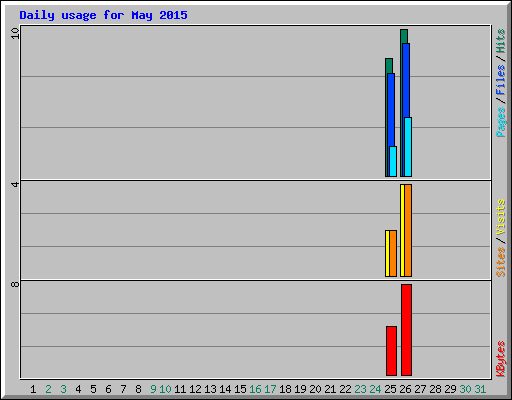 Daily usage for May 2015
10
Pages/Files/Hits
4
Sites/Visits
8
KBytes
1 2 3 4 5 6 7 8 9 10 11 12 13 14 15 16 17 18 19 20 21 22 23 24 25 26 27 28 29 30 31